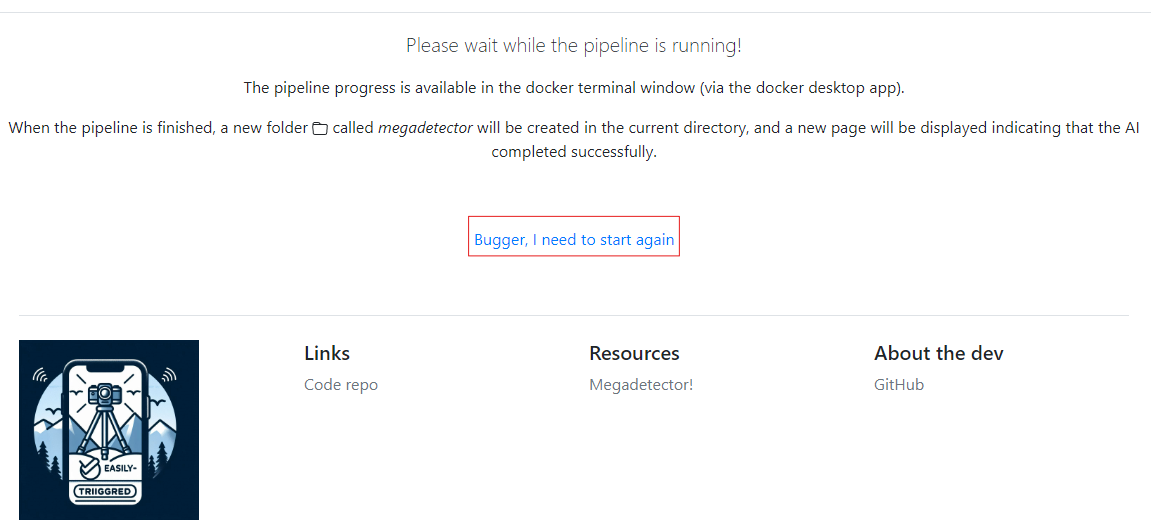 Please wait while the pipeline is running!
The pipeline progress is available in the docker terminal window (via the docker desktop app).
When the pipeline is finished, a new folder called megadetector will be created in the current directory, and a new page will be displayed indicating that the AI
completed successfully.
Bugger, I need to start again
Links
Resources
About the dev
Code repo
Megadetector!
GitHub
EASILY-
TRIIGGRED